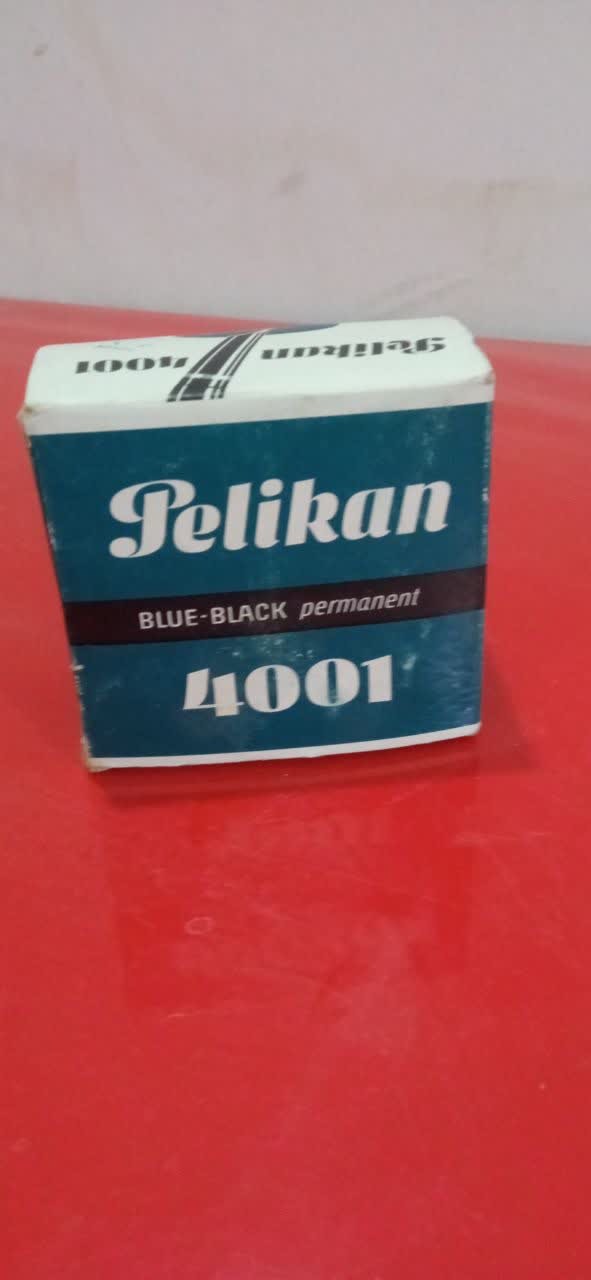 Pelikan 4001
Pelikan
BLUE-BLACK permanent
4001